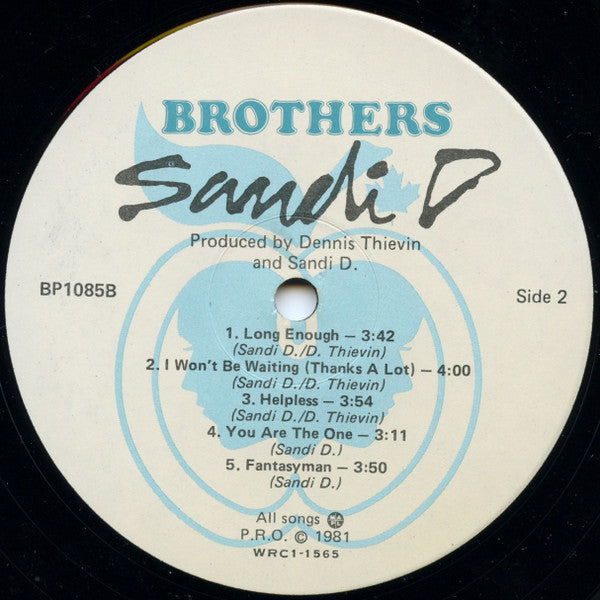 BROTHERS
Sandi D
Produced by Dennis Thievin
and Sandi D.
BP1085B
Side 2
1. Long Enough — 3:42
(Sandi D./D. Thievin)
2. I Won't Be Waiting (Thanks A Lot) — 4:00
(Sandi D./D. Thievin)
3. Helpless — 3:54
(Sandi D./D. Thievin)
4. You Are The One — 3:11
(Sandi D.)
5. Fantasyman — 3:50
(Sandi D.)
All songs
P.R.O. © 1981
WRC1-1565